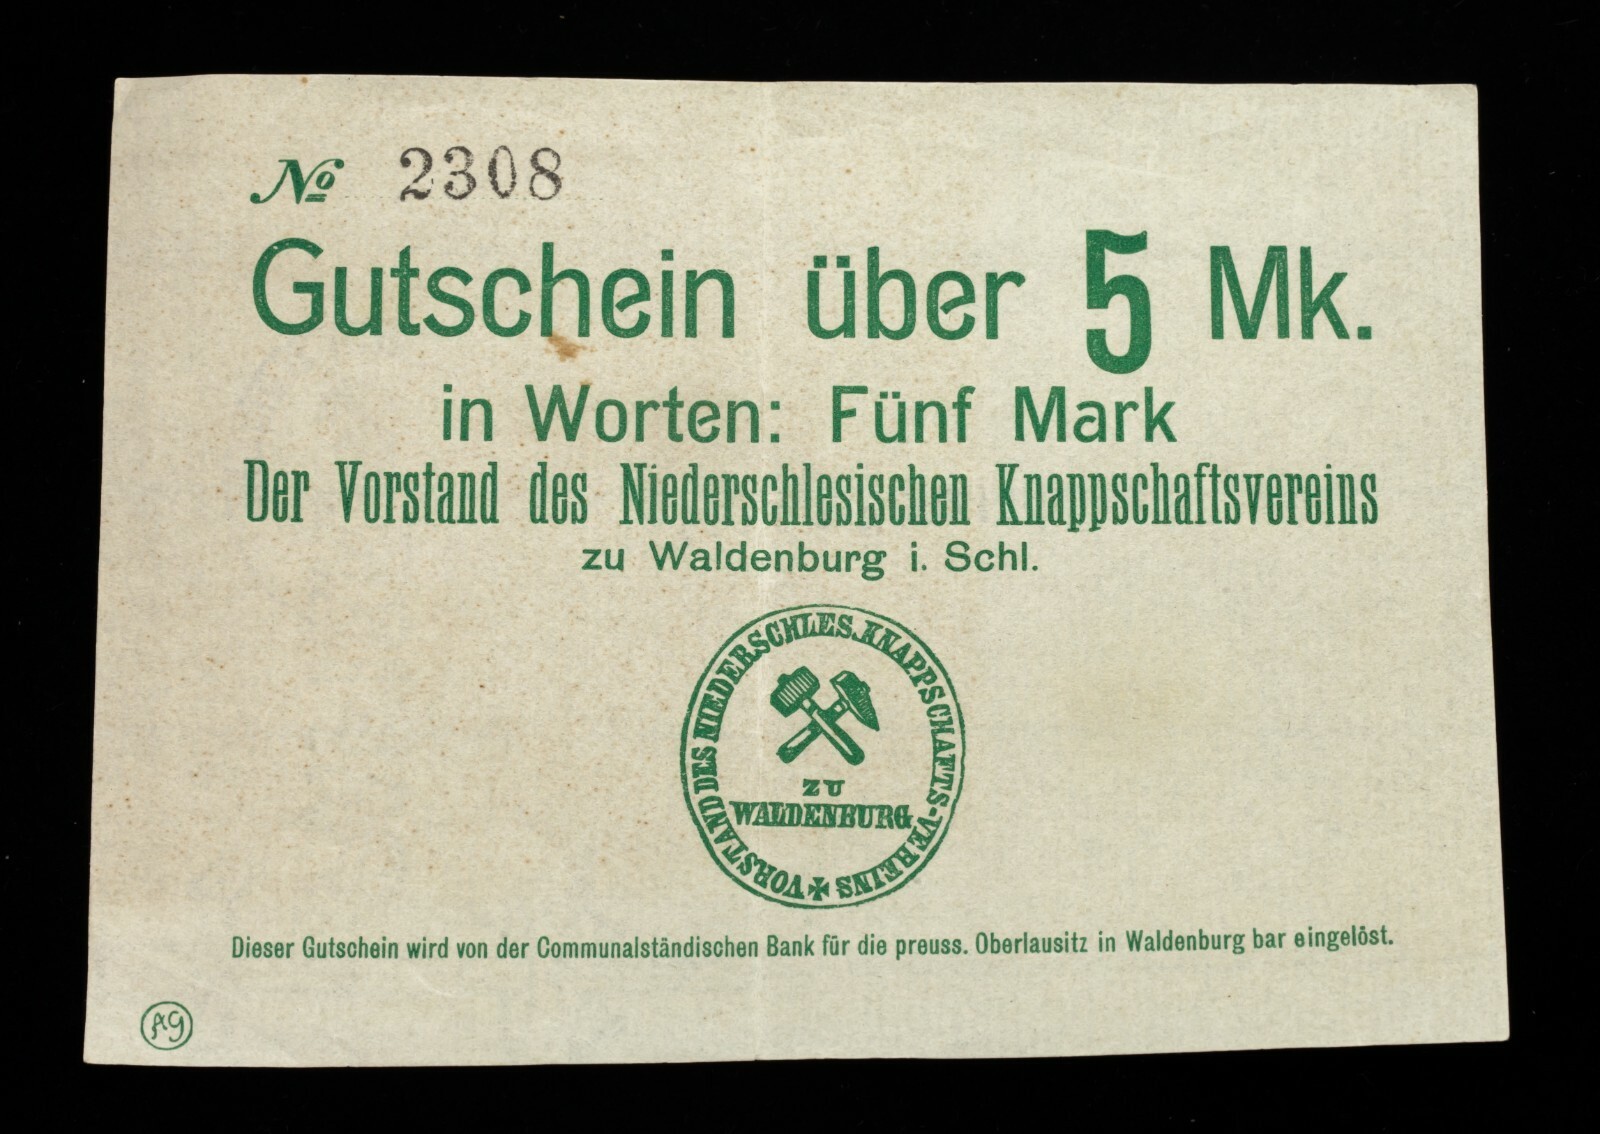 No 2308
Gutschein über 5 Mk.
in Worten: Fünf Mark
Der Vorstand des Niederschlesischen Knappschaftsvereins
zu Waldenburg i. Schl.
VORSTAND DES NIEDERSCHLES. KNAPPSCHAFTS-VEREINS
ZU
WALDENBURG
Dieser Gutschein wird von der Communalständischen Bank für die preuss. Oberlausitz in Waldenburg bar eingelöst.
AG